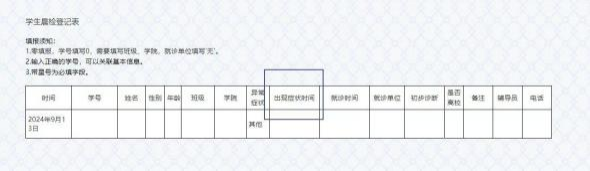 学生晨检登记表
填报须知:
1.零填报,学号填写0,需要填写班级、学院,就诊单位填写‘无’。
2.输入正确的学号,可以关联基本信息。
3.带星号为必填字段。
时间 学号 姓名 性别 年龄 班级 学院 异常症状 出现症状时间 就诊时间 就诊单位 初步诊断 是否离校 备注 辅导员 电话
2024年9月13日 其他